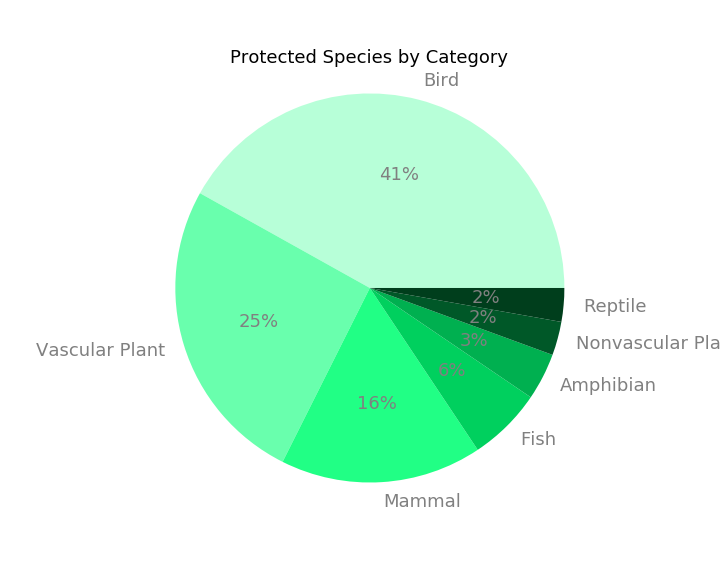 Protected Species by Category
Bird
41%
Vascular Plant
25%
Mammal
16%
Fish
6%
Amphibian
3%
Nonvascular Pla
2%
Reptile
2%